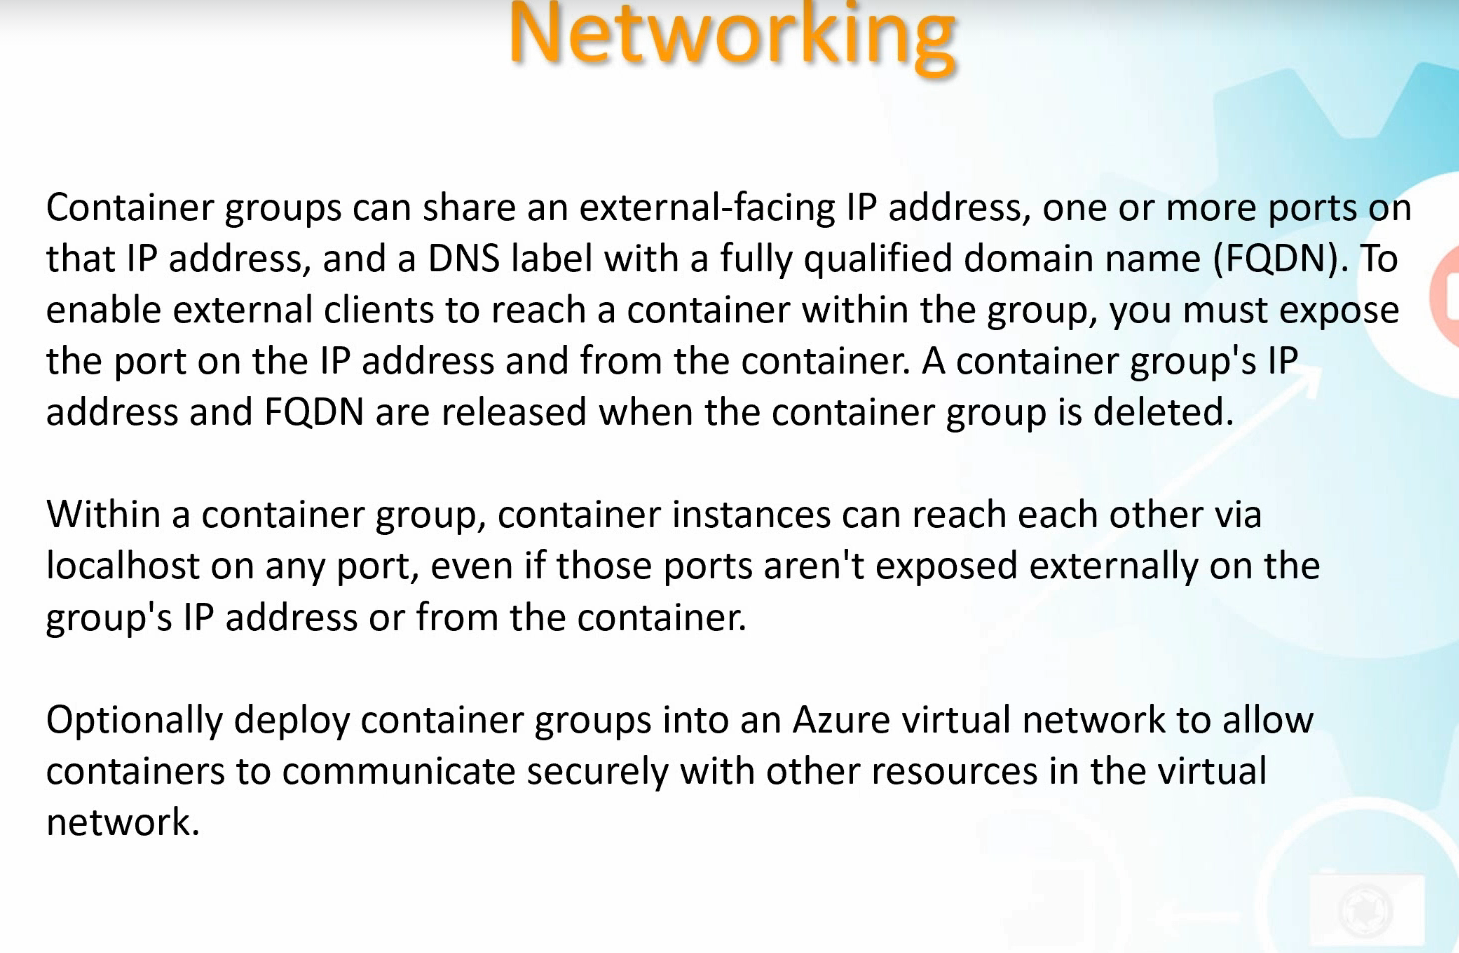 Networking
Container groups can share an external-facing IP address, one or more ports on
that IP address, and a DNS label with a fully qualified domain name (FQDN). To
enable external clients to reach a container within the group, you must expose
the port on the IP address and from the container. A container group's IP
address and FQDN are released when the container group is deleted.
Within a container group, container instances can reach each other via
localhost on any port, even if those ports aren't exposed externally on the
group's IP address or from the container.
Optionally deploy container groups into an Azure virtual network to allow
containers to communicate securely with other resources in the virtual
network.